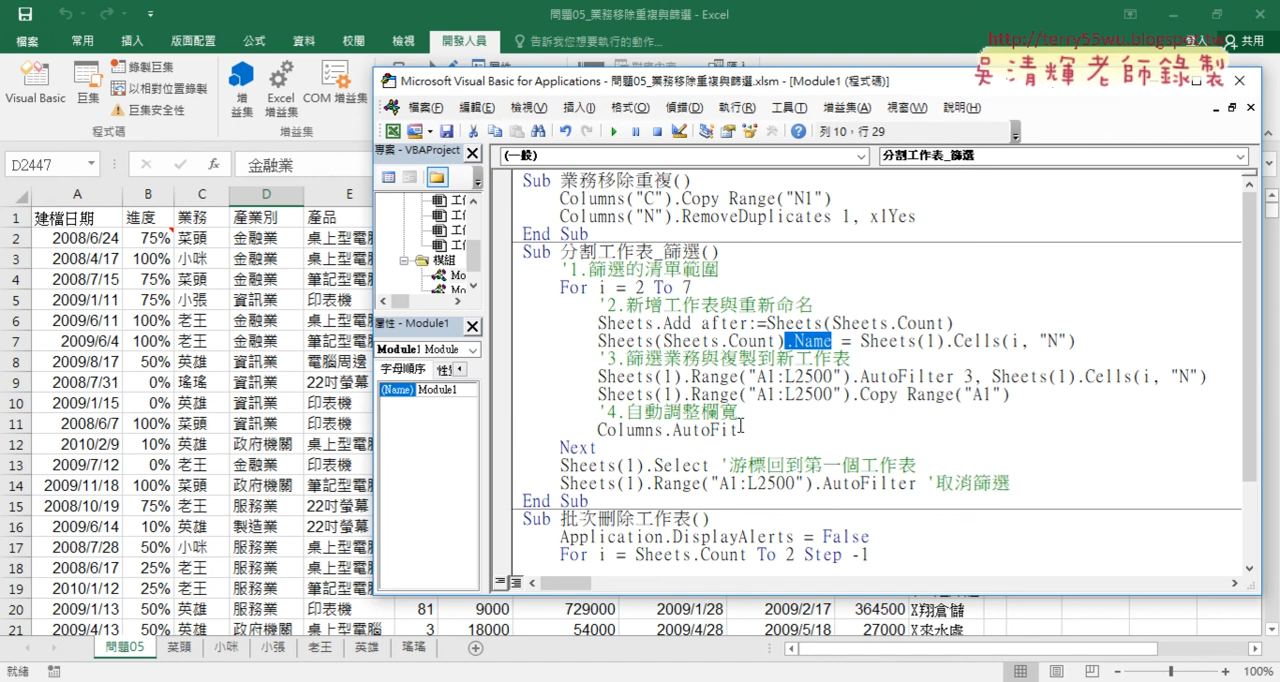 問題05_業務移除重複與篩選 - Excel
檔案 常用 插入 版面配置 公式 資料 校閱 檢視 開發人員 告訴我您想要執行的動作... 共用
http://terry55wu.blogspot.tw
吳清輝老師錄製
Visual Basic 巨集 錄製巨集 以相對位置錄製 巨集安全性 程式碼
增益集 Excel 增益集 COM 增益集 增益集
Microsoft Visual Basic for Applications - 問題05_業務移除重複與篩選.xlsm - [Module1 (程式碼)]
檔案(F) 編輯(E) 檢視(V) 插入(I) 格式(O) 偵錯(D) 執行(R) 工具(T) 增益集(A) 視窗(W) 說明(H)
列 10，行 29
D2447 金融業
專案 - VBAProject
模組
屬性 - Module1
Module1 Module
字母順序
(Name) Module1
(一般) 分割工作表_篩選
Sub 業務移除重複()
Columns("C").Copy Range("N1")
Columns("N").RemoveDuplicates 1, xlYes
End Sub
Sub 分割工作表_篩選()
'1.篩選的清單範圍
For i = 2 To 7
'2.新增工作表與重新命名
Sheets.Add after:=Sheets(Sheets.Count)
Sheets(Sheets.Count).Name = Sheets(1).Cells(i, "N")
'3.篩選業務與複製到新工作表
Sheets(1).Range("A1:L2500").AutoFilter 3, Sheets(1).Cells(i, "N")
Sheets(1).Range("A1:L2500").Copy Range("A1")
'4.自動調整欄寬
Columns.AutoFit
Next
Sheets(1).Select '游標回到第一個工作表
Sheets(1).Range("A1:L2500").AutoFilter '取消篩選
End Sub
Sub 批次刪除工作表()
Application.DisplayAlerts = False
For i = Sheets.Count To 2 Step -1
A B C D E
1 建檔日期 進度 業務 產業別 產品
2 2008/6/24 75% 菜頭 金融業 桌上型電腦
3 2008/4/17 100% 小咪 金融業 桌上型電腦
4 2008/7/15 75% 菜頭 金融業 筆記型電腦
5 2009/1/11 75% 小張 資訊業 印表機
6 2009/6/11 100% 老王 金融業 桌上型電腦
7 2009/6/11 100% 老王 金融業 筆記型電腦
8 2008/8/17 50% 英雄 資訊業 電腦周邊
9 2008/7/31 0% 瑤瑤 資訊業 22吋螢幕
10 2009/1/15 0% 英雄 資訊業 印表機
11 2008/6/7 100% 菜頭 資訊業 22吋螢幕
12 2010/2/9 10% 英雄 政府機關 桌上型電腦
13 2009/7/12 0% 老王 金融業 桌上型電腦
14 2009/11/18 100% 菜頭 政府機關 筆記型電腦
15 2008/10/19 75% 老王 服務業 22吋螢幕
16 2009/6/14 10% 英雄 製造業 22吋螢幕
17 2008/7/28 50% 小咪 服務業 桌上型電腦
18 2008/6/17 25% 老王 服務業 桌上型電腦
19 2010/1/12 25% 老王 服務業 筆記型電腦
20 2009/1/13 50% 英雄 服務業 印表機 81 9000 729000 2009/1/28 2009/2/17 364500
21 2009/4/13 50% 英雄 政府機關 桌上型電腦 3 18000 54000 2009/4/28 2009/5/18 27000
問題05 菜頭 小咪 小張 老王 英雄 瑤瑤
就緒 100%